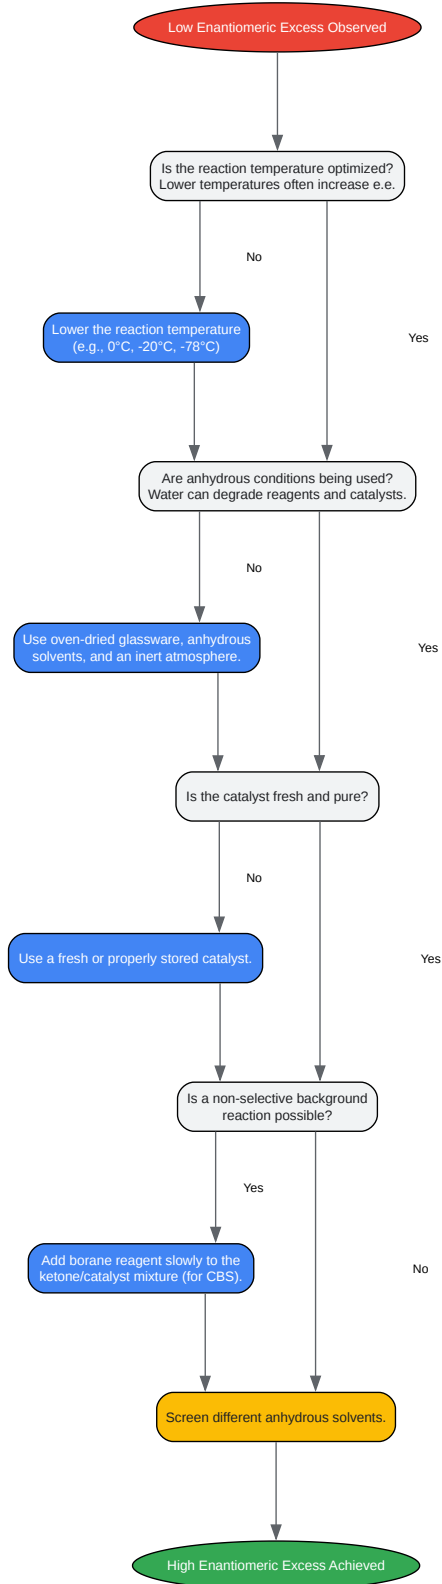 Low Enantiomeric Excess Observed
Is the reaction temperature optimized?
Lower temperatures often increase e.e.
No
Lower the reaction temperature
(e.g., 0°C, -20°C, -78°C)
Yes
Are anhydrous conditions being used?
Water can degrade reagents and catalysts.
No
Use oven-dried glassware, anhydrous
solvents, and an inert atmosphere.
Yes
Is the catalyst fresh and pure?
No
Use a fresh or properly stored catalyst.
Yes
Is a non-selective background
reaction possible?
Yes
Add borane reagent slowly to the
ketone/catalyst mixture (for CBS).
No
Screen different anhydrous solvents.
High Enantiomeric Excess Achieved